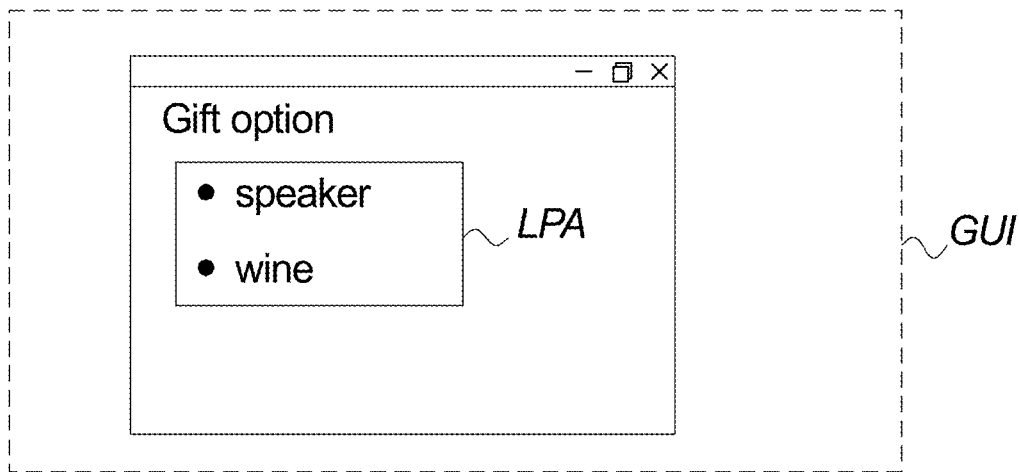 Gift option
● speaker
● wine
LPA
GUI